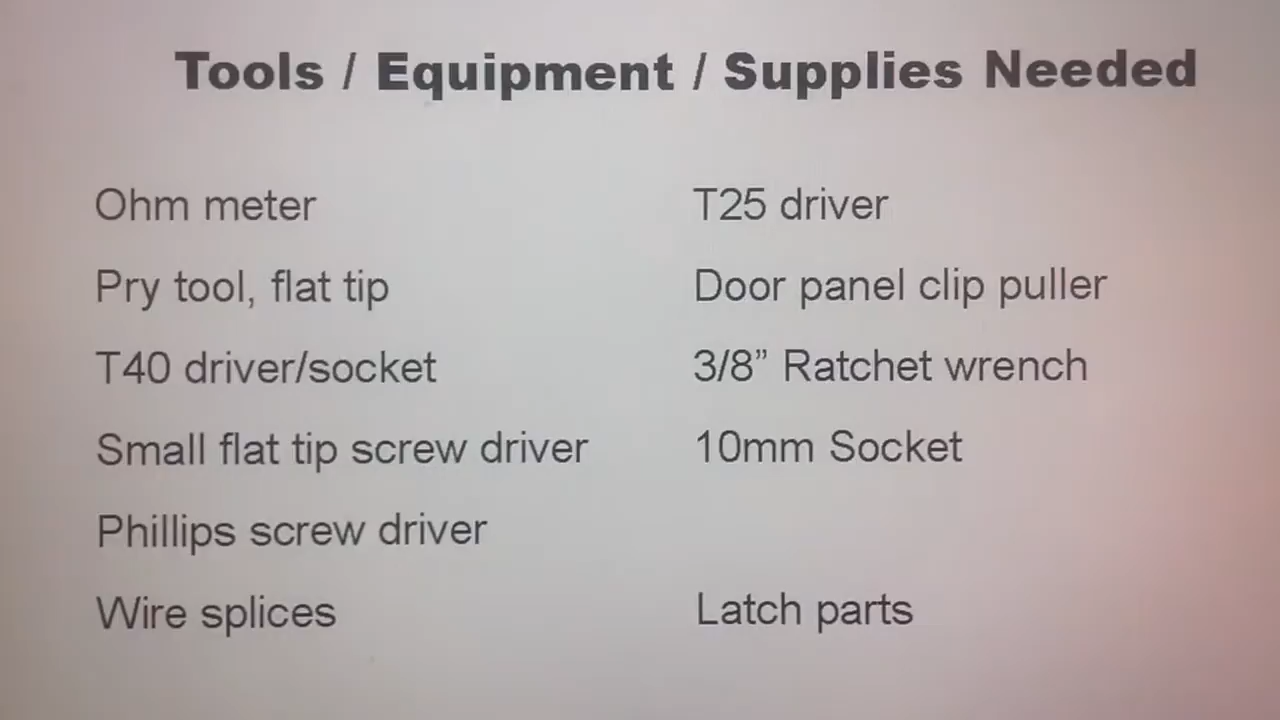 Tools / Equipment / Supplies Needed
Ohm meter
Pry tool, flat tip
T40 driver/socket
Small flat tip screw driver
Phillips screw driver
Wire splices
T25 driver
Door panel clip puller
3/8” Ratchet wrench
10mm Socket
Latch parts